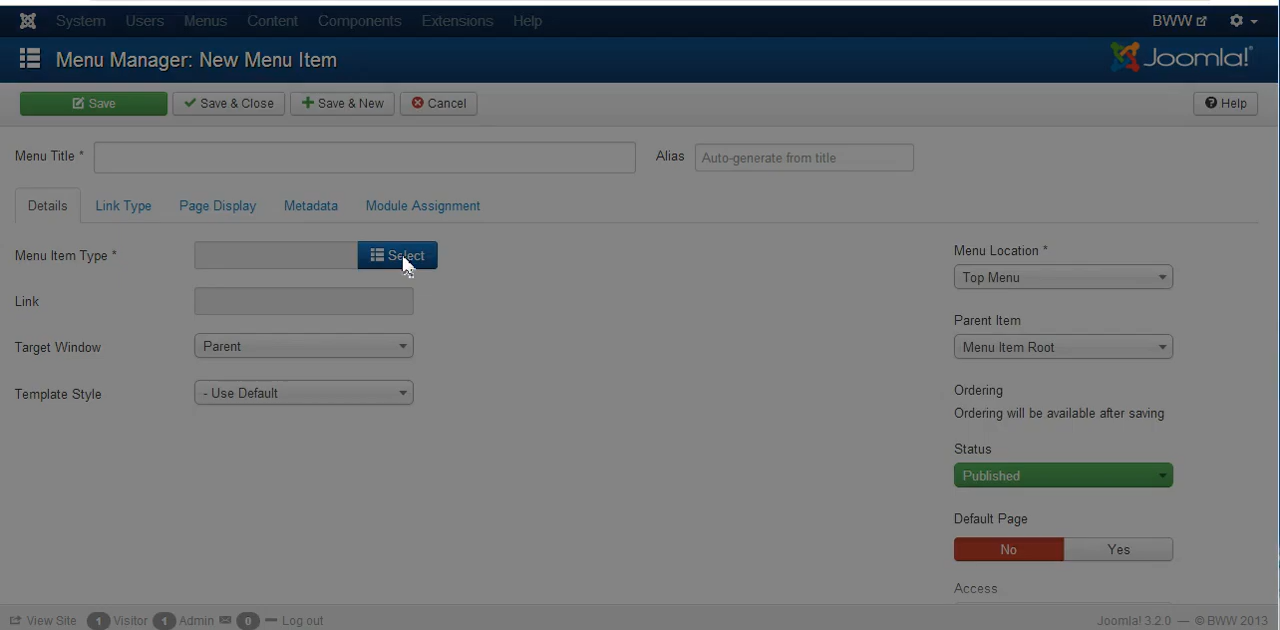 System Users Menus Content Components Extensions Help BWW
Menu Manager: New Menu Item Joomla!®
Save Save & Close Save & New Cancel Help
Menu Title * Alias Auto-generate from title
Details Link Type Page Display Metadata Module Assignment
Menu Item Type * Select
Menu Location *
Top Menu
Link
Parent Item
Target Window Parent
Menu Item Root
Template Style - Use Default
Ordering
Ordering will be available after saving
Status
Published
Default Page
No Yes
Access
View Site 1 Visitor 1 Admin 0 Log out Joomla! 3.2.0 — © BWW 2013